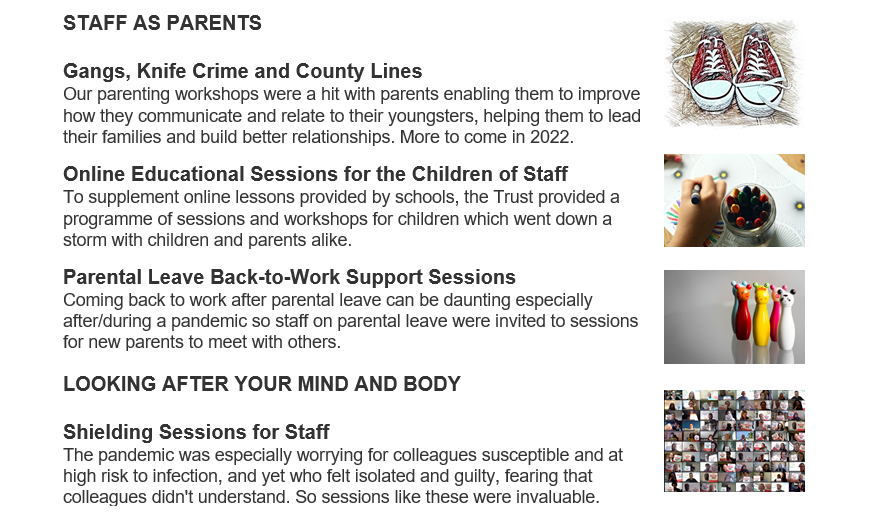 STAFF AS PARENTS
Gangs, Knife Crime and County Lines
Our parenting workshops were a hit with parents enabling them to improve
how they communicate and relate to their youngsters, helping them to lead
their families and build better relationships. More to come in 2022.
Online Educational Sessions for the Children of Staff
To supplement online lessons provided by schools, the Trust provided a
programme of sessions and workshops for children which went down a
storm with children and parents alike.
Parental Leave Back-to-Work Support Sessions
Coming back to work after parental leave can be daunting especially
after/during a pandemic so staff on parental leave were invited to sessions
for new parents to meet with others.
LOOKING AFTER YOUR MIND AND BODY
Shielding Sessions for Staff
The pandemic was especially worrying for colleagues susceptible and at
high risk to infection, and yet who felt isolated and guilty, fearing that
colleagues didn't understand. So sessions like these were invaluable.